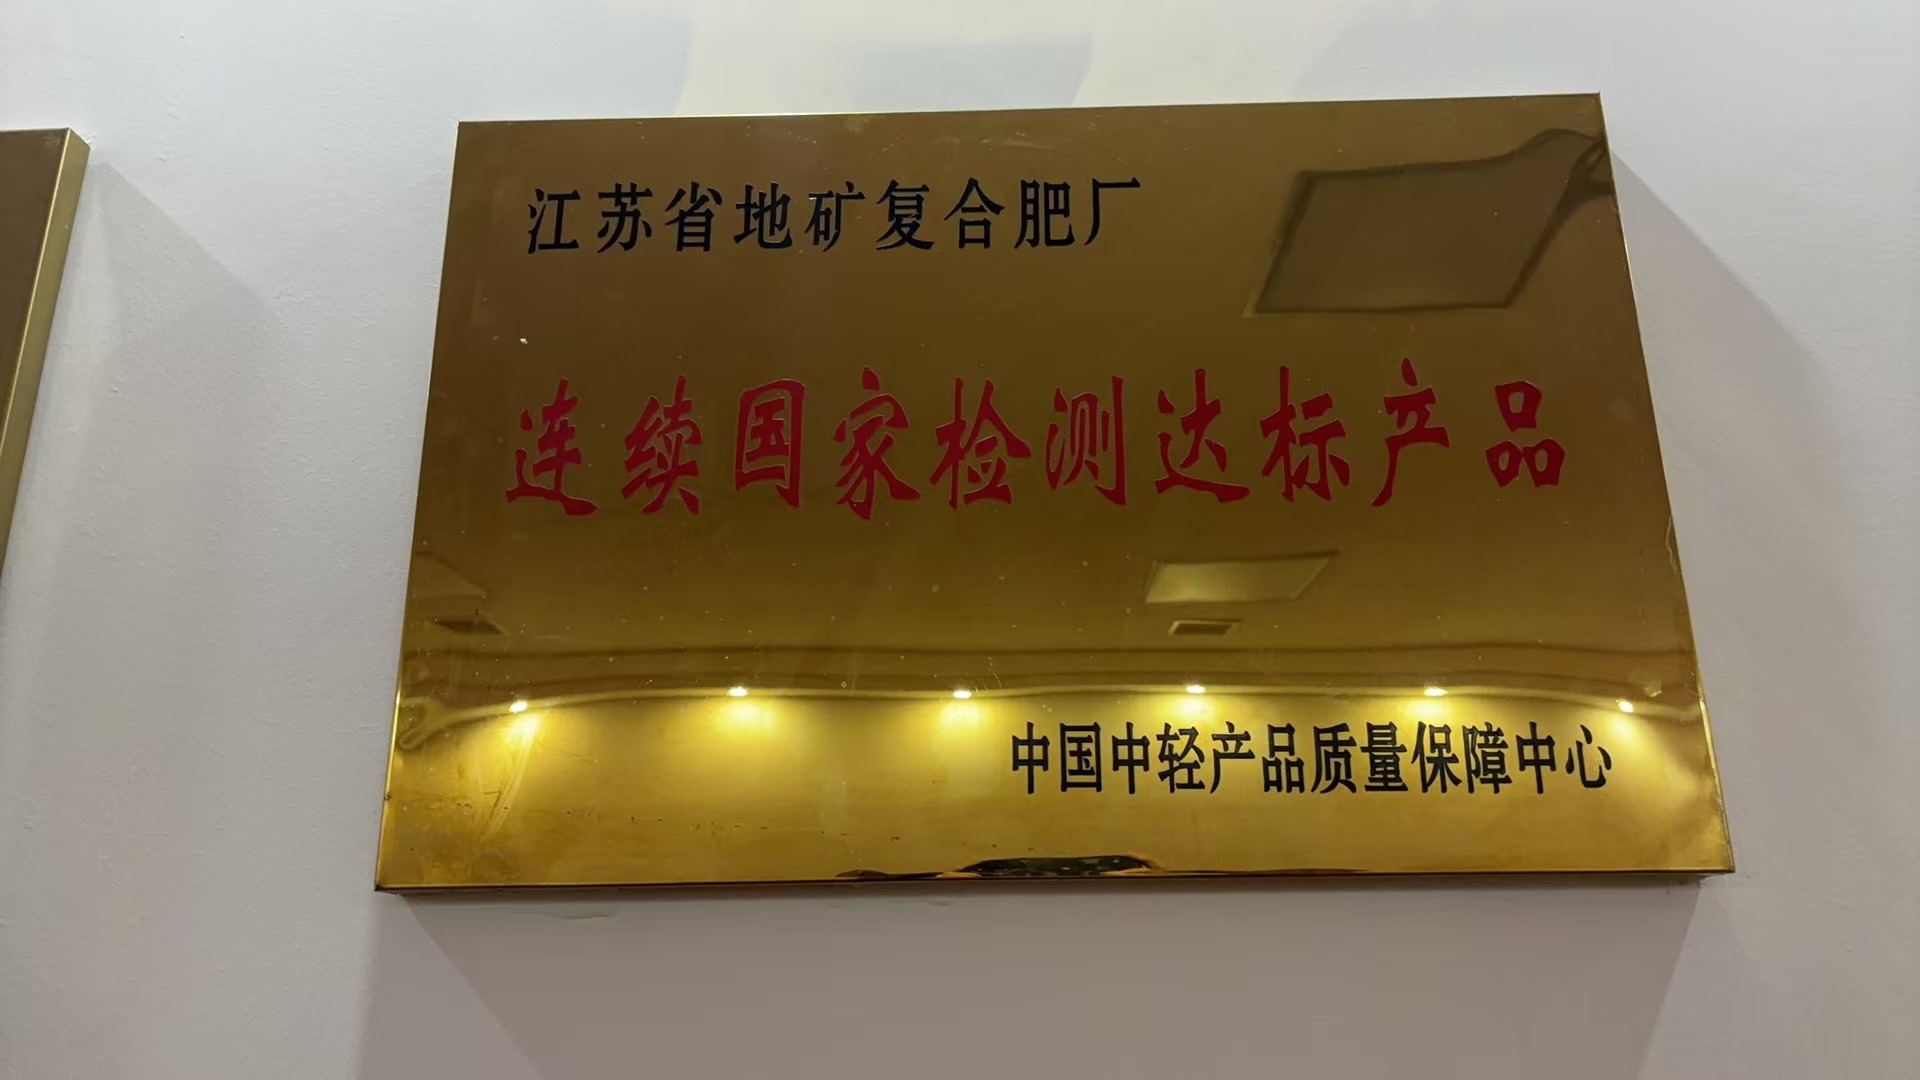 江苏省地矿复合肥厂
连续国家检测达标产品
中国中轻产品质量保障中心